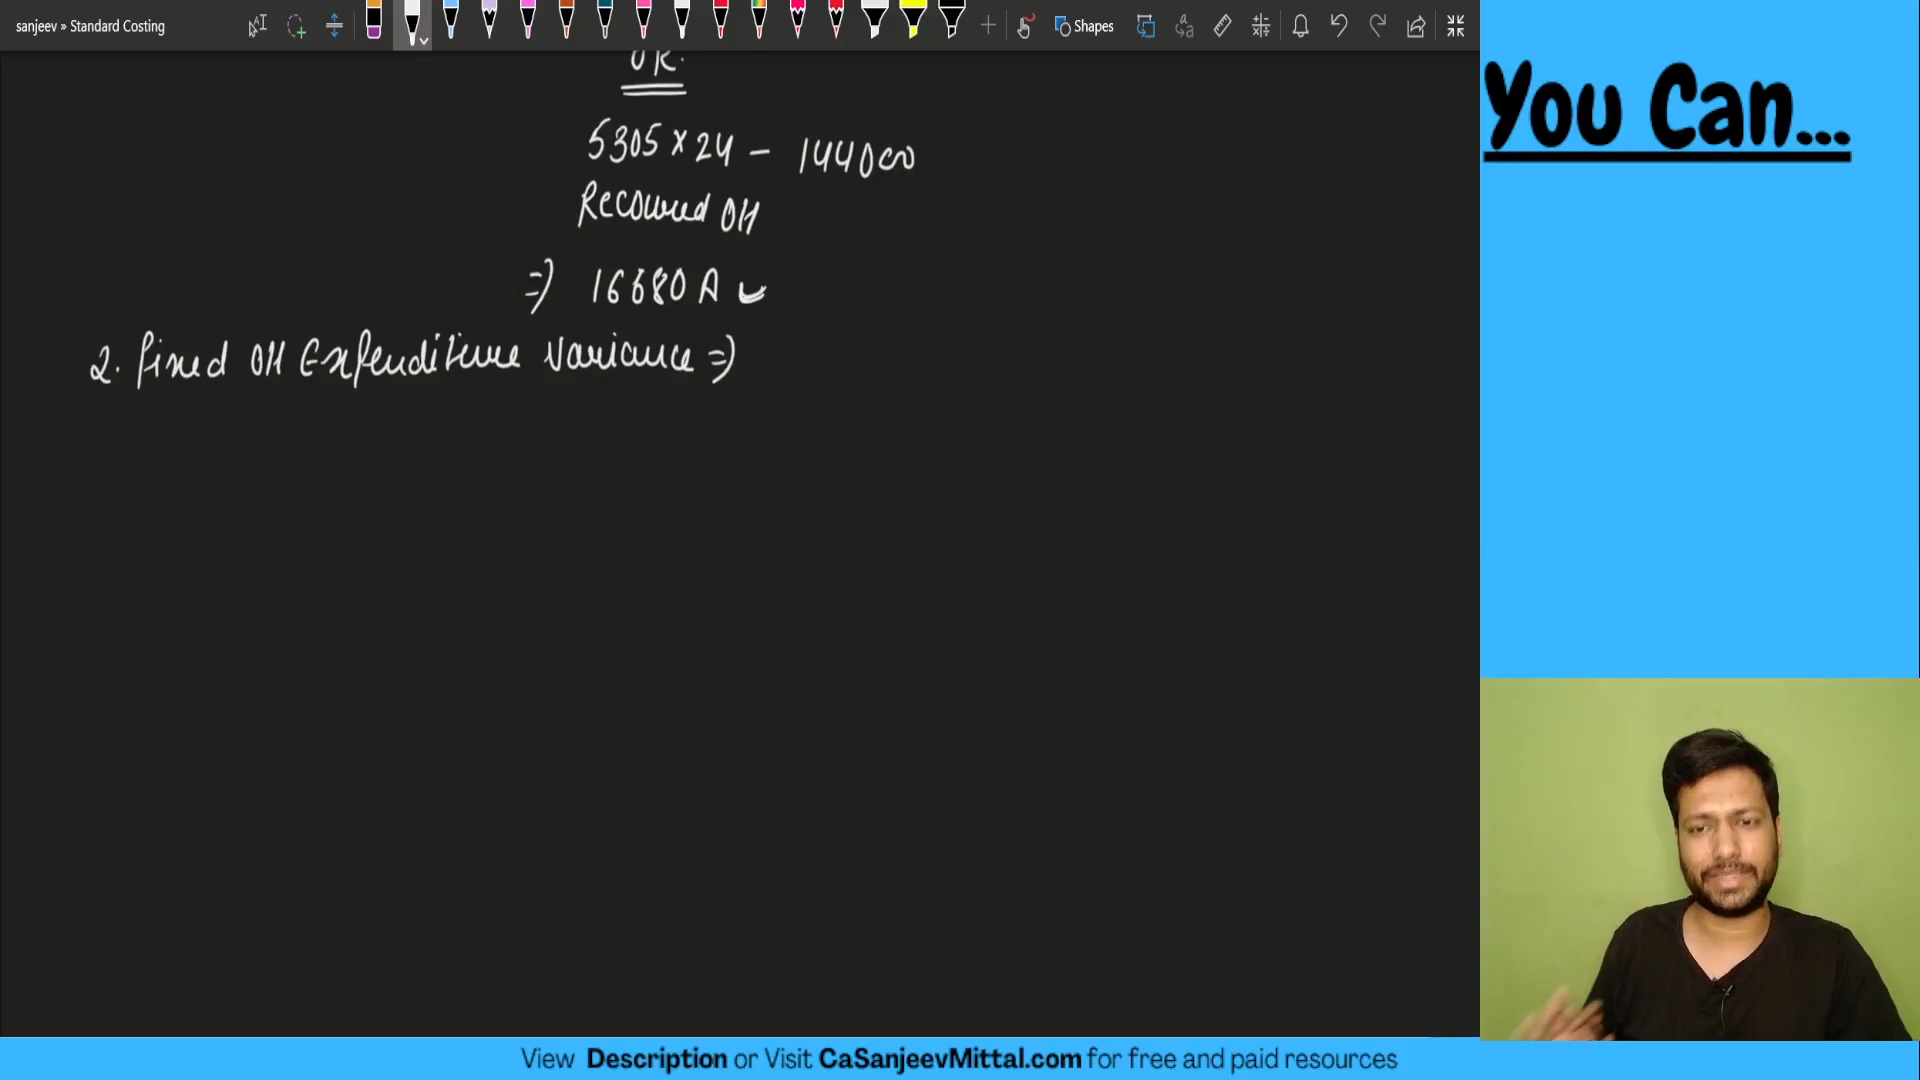 sanjeev » Standard Costing
Shapes
OR.
5305 x 24 - 144000
Recovered OH
=) 16680 A
2. Fixed OH Expenditure Variance =)
You Can...
View Description or Visit CaSanjeevMittal.com for free and paid resources